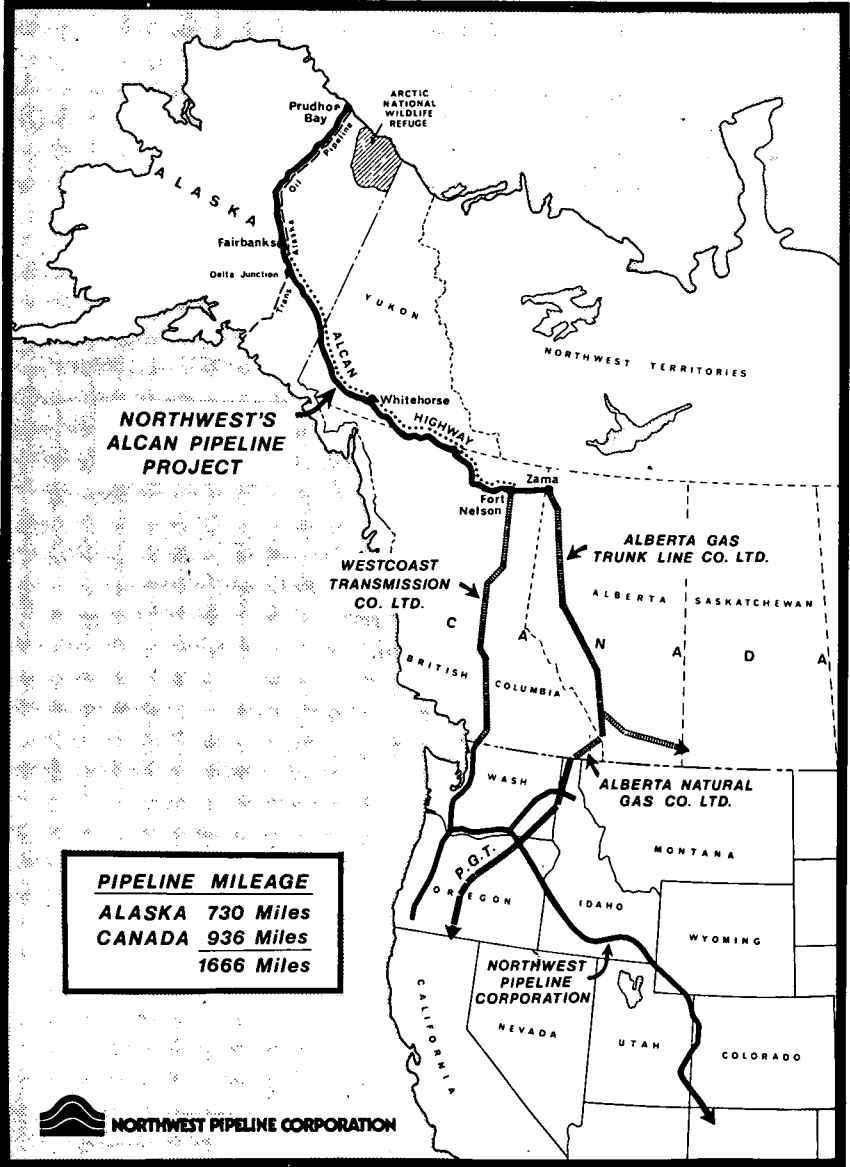 ARCTIC
NATIONAL
WILDLIFE
REFUGE
Prudhoe
Bay
Oil
Pipeline
ALASKA
Fairbanks
Alaska
Delta Junction
Trans
YUKON
ALCAN
NORTHWEST TERRITORIES
Whitehorse
HIGHWAY
NORTHWEST'S
ALCAN PIPELINE
PROJECT
Zama
Fort
Nelson
ALBERTA GAS
TRUNK LINE CO. LTD.
WESTCOAST
TRANSMISSION
CO. LTD.
ALBERTA
SASKATCHEWAN
CANADA
BRITISH
COLUMBIA
WASH
ALBERTA NATURAL
GAS CO. LTD.
MONTANA
P.G.T.
OREGON
IDAHO
WYOMING
PIPELINE MILEAGE
ALASKA 730 Miles
CANADA 936 Miles
1666 Miles
NORTHWEST
PIPELINE
CORPORATION
CALIFORNIA
NEVADA
UTAH
COLORADO
NORTHWEST PIPELINE CORPORATION